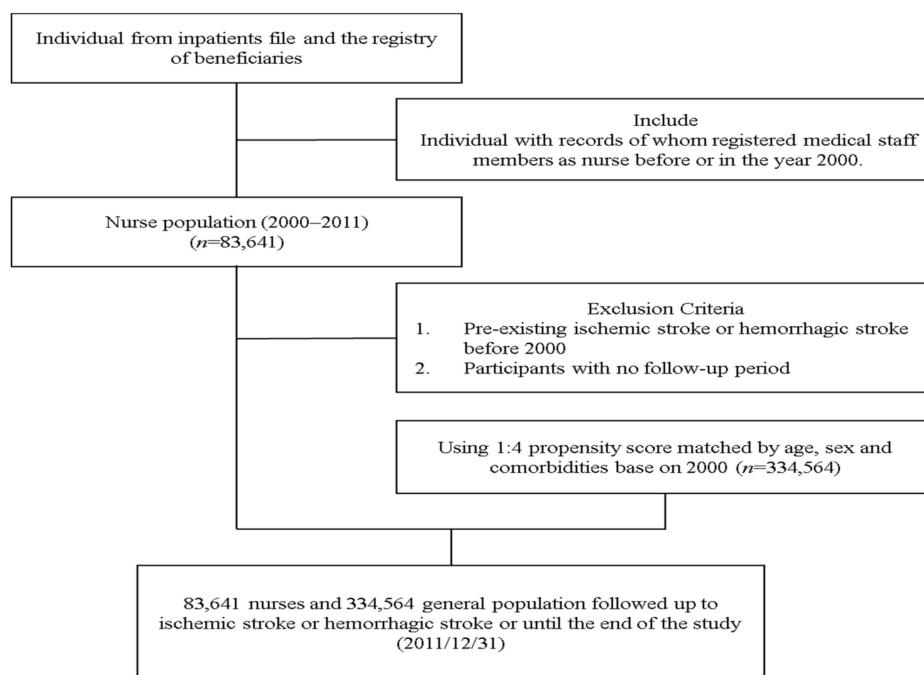 Individual from inpatients file and the registry
of beneficiaries
Include
Individual with records of whom registered medical staff
members as nurse before or in the year 2000.
Nurse population (2000–2011)
(n=83,641)
Exclusion Criteria
1. Pre-existing ischemic stroke or hemorrhagic stroke
before 2000
2. Participants with no follow-up period
Using 1:4 propensity score matched by age, sex and
comorbidities base on 2000 (n=334,564)
83,641 nurses and 334,564 general population followed up to
ischemic stroke or hemorrhagic stroke or until the end of the study
(2011/12/31)